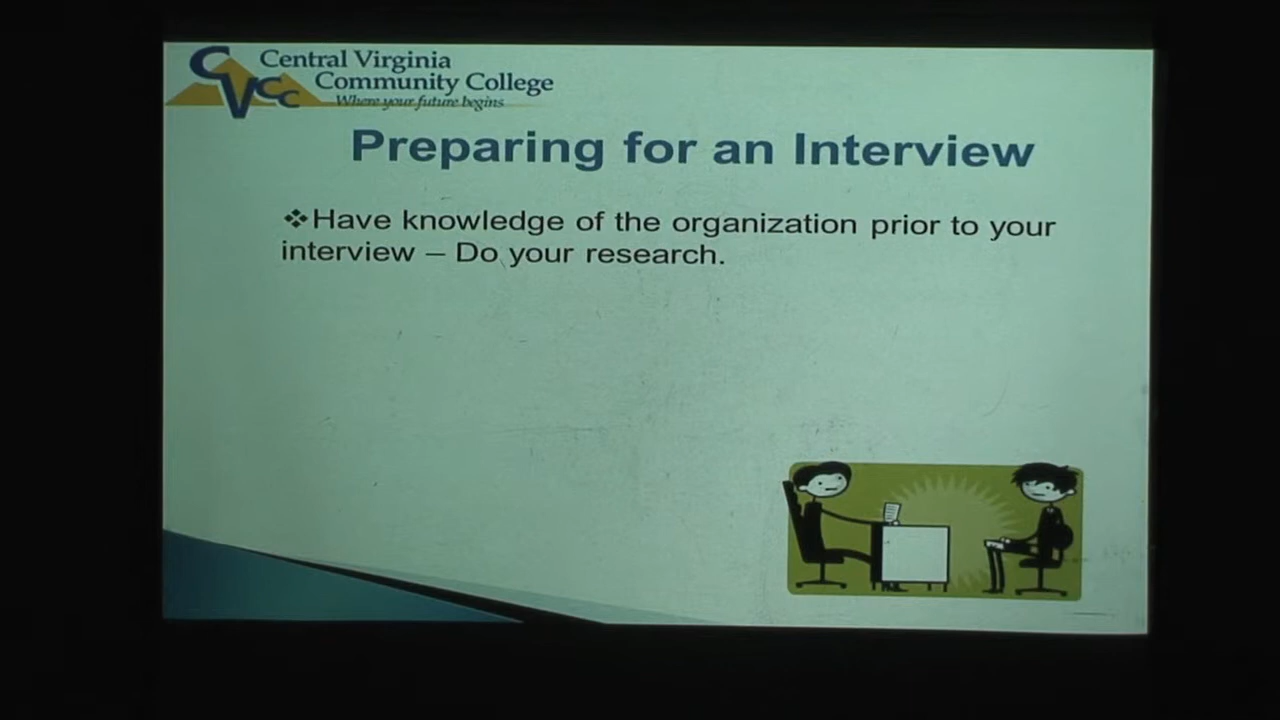 CVCC
Central Virginia
Community College
Where your future begins
Preparing for an Interview
❖Have knowledge of the organization prior to your
interview – Do your research.